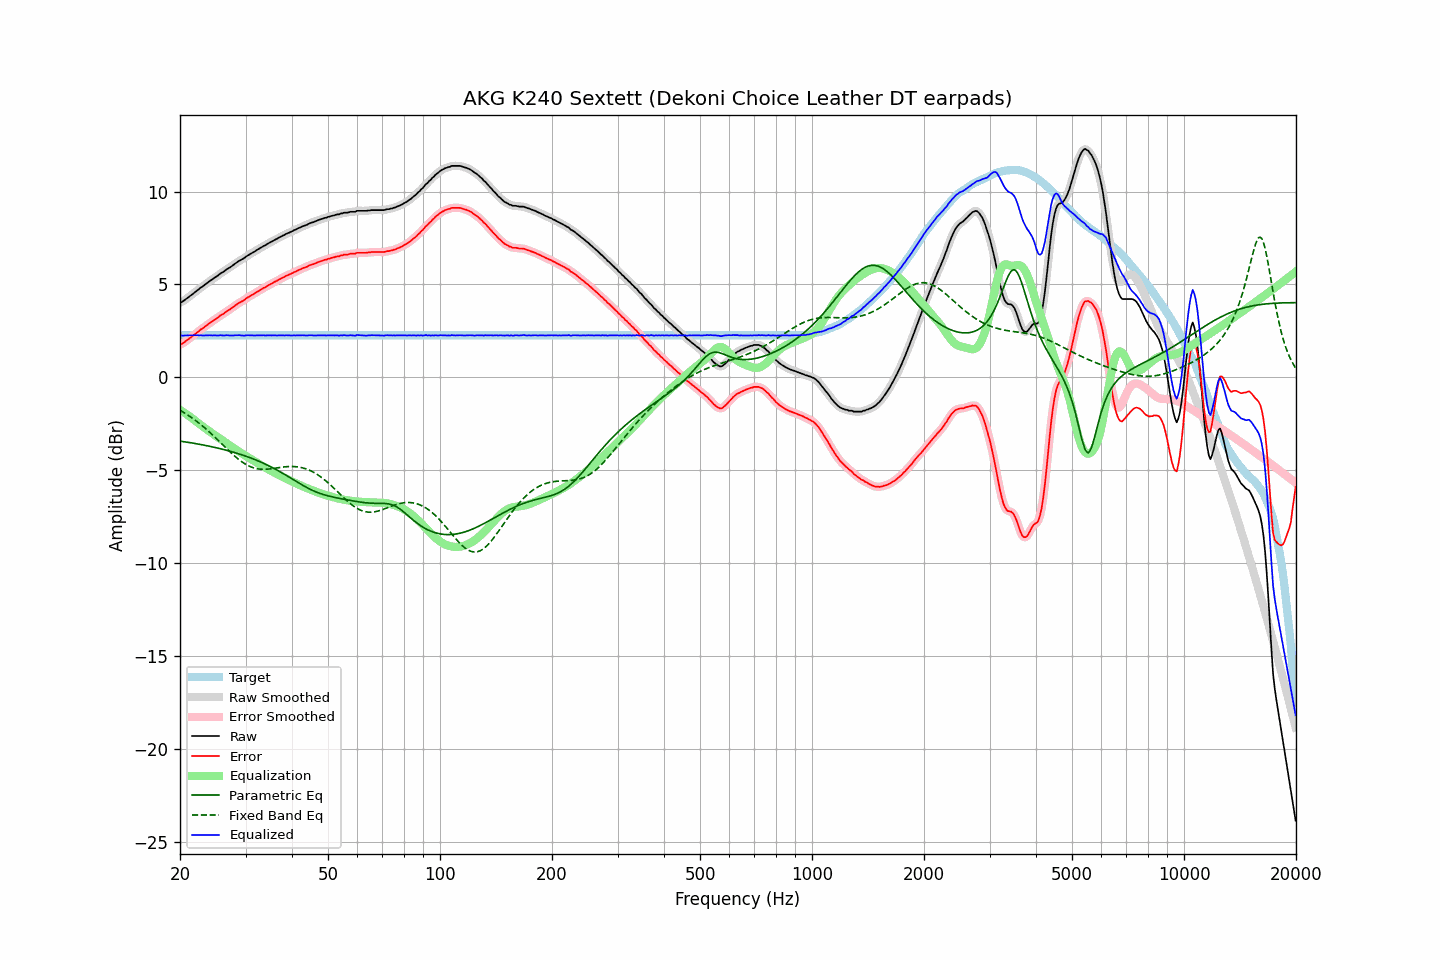 AKG K240 Sextett (Dekoni Choice Leather DT earpads)
Amplitude (dBr)
10
5
0
−5
−10
−15
−20
−25
Target
Raw Smoothed
Error Smoothed
Raw
Error
Equalization
Parametric Eq
Fixed Band Eq
Equalized
20 50 100 200 500 1000 2000 5000 10000 20000
Frequency (Hz)